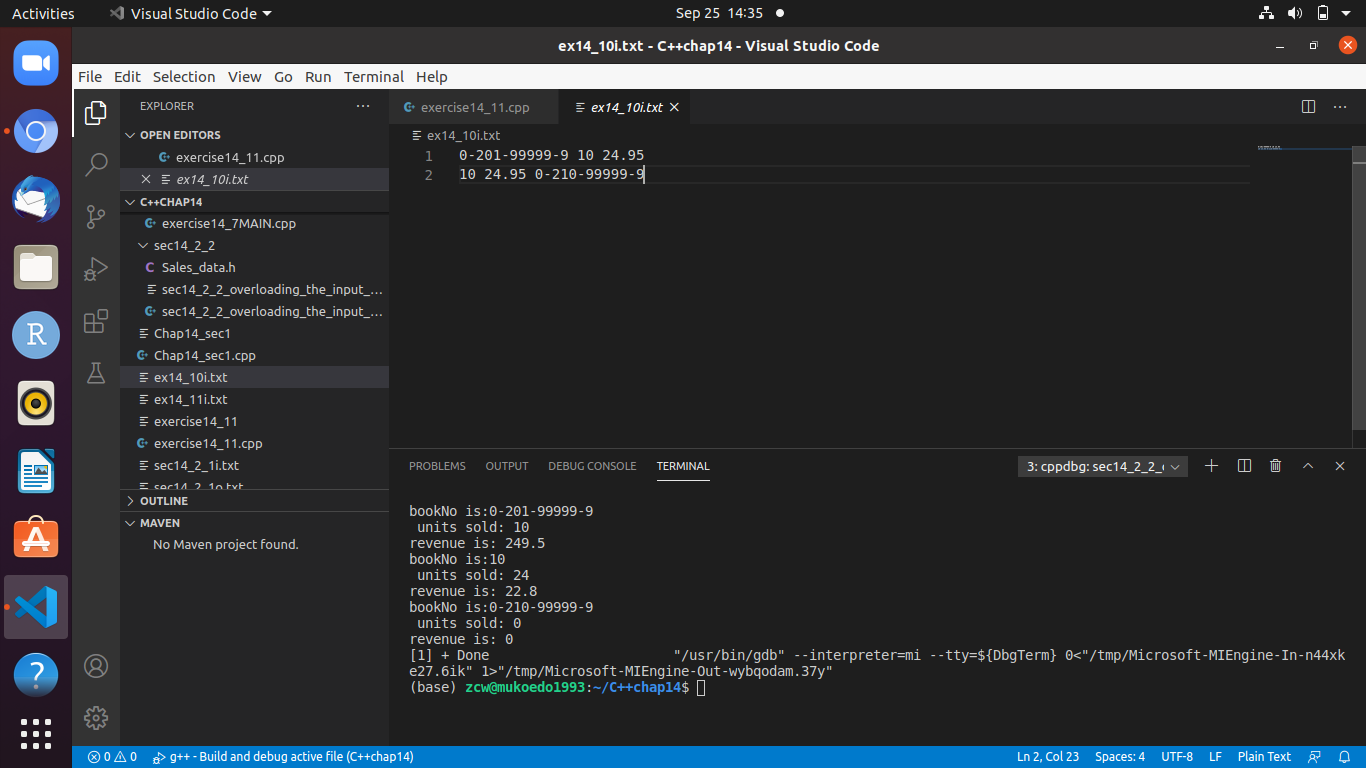 Activities Visual Studio Code Sep 25 14:35
ex14_10i.txt - C++chap14 - Visual Studio Code
File Edit Selection View Go Run Terminal Help
EXPLORER
OPEN EDITORS
exercise14_11.cpp
ex14_10i.txt
C++CHAP14
exercise14_7MAIN.cpp
sec14_2_2
Sales_data.h
sec14_2_2_overloading_the_input_...
sec14_2_2_overloading_the_input_...
Chap14_sec1
Chap14_sec1.cpp
ex14_10i.txt
ex14_11i.txt
exercise14_11
exercise14_11.cpp
sec14_2_1i.txt
sec14_2_1o.txt
OUTLINE
MAVEN
No Maven project found.
exercise14_11.cpp ex14_10i.txt
ex14_10i.txt
1 0-201-99999-9 10 24.95
2 10 24.95 0-210-99999-9
PROBLEMS OUTPUT DEBUG CONSOLE TERMINAL 3: cppdbg: sec14_2_2_
bookNo is:0-201-99999-9
units sold: 10
revenue is: 249.5
bookNo is:10
units sold: 24
revenue is: 22.8
bookNo is:0-210-99999-9
units sold: 0
revenue is: 0
[1] + Done "/usr/bin/gdb" --interpreter=mi --tty=${DbgTerm} 0<"/tmp/Microsoft-MIEngine-In-n44xk
e27.6ik" 1>"/tmp/Microsoft-MIEngine-Out-wybqodam.37y"
(base) zcw@mukoedo1993:~/C++chap14$
0 0 g++ - Build and debug active file (C++chap14) Ln 2, Col 23 Spaces: 4 UTF-8 LF Plain Text